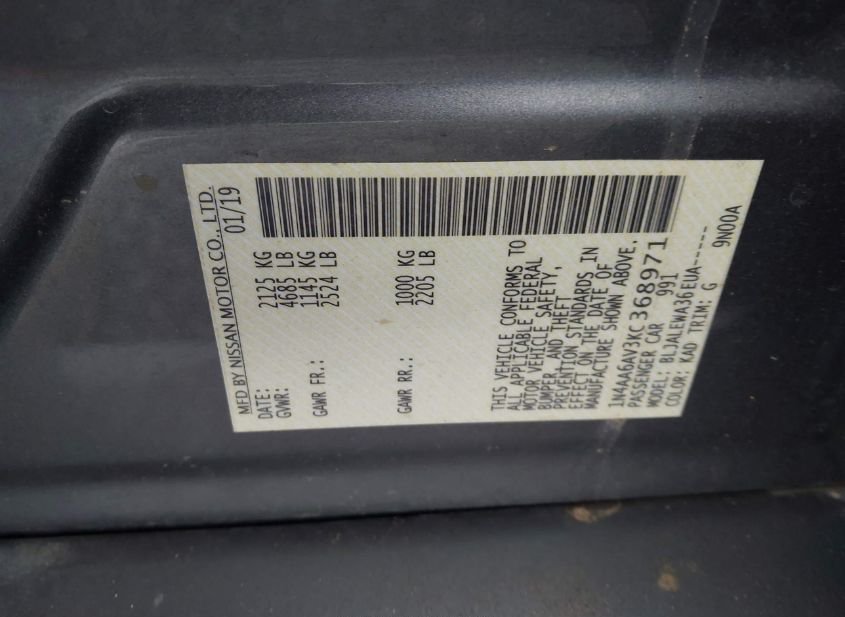 MFD BY NISSAN MOTOR CO., LTD.
DATE: 01/19
GVWR: 2125 KG
4685 LB
GAWR FR.: 1145 KG
2524 LB
GAWR RR.: 1000 KG
2205 LB
THIS VEHICLE CONFORMS TO
ALL APPLICABLE FEDERAL
MOTOR VEHICLE SAFETY,
BUMPER, AND THEFT
PREVENTION STANDARDS IN
EFFECT ON THE DATE OF
MANUFACTURE SHOWN ABOVE.
1N4AA6AV3KC368971
PASSENGER CAR 991
MODEL: BLJALEWA36EUA-----
COLOR: KAD TRIM: G 9N00A